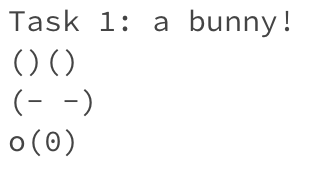 Task 1: a bunny!
()()
(- -)
o(0)